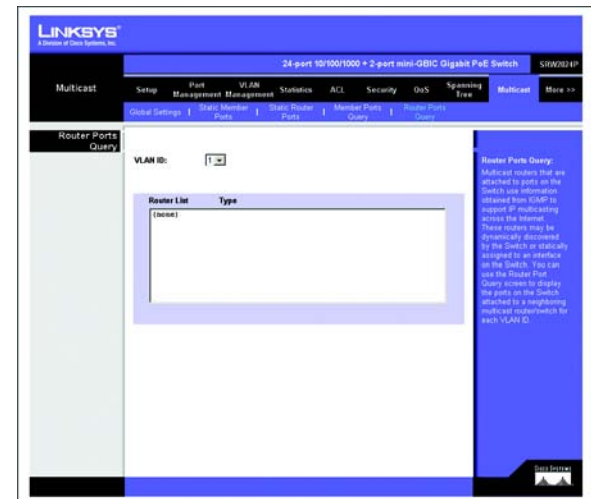 LINKSYS®
A Division of Cisco Systems, Inc.
24-port 10/100/1000 + 2-port mini-GBIC Gigabit PoE Switch SRW2024P
Multicast
Setup Port Management VLAN Management Statistics ACL Security QoS Spanning Tree Multicast More >>
Global Settings | Static Member Ports | Static Router Ports | Member Ports Query | Router Ports Query
Router Ports Query
VLAN ID: 1
Router List Type
(none)
Router Ports Query:
Multicast routers that are
attached to ports on the
Switch use information
obtained from IGMP to
support IP multicasting
across the Internet.
These routers may be
dynamically discovered
by the Switch or statically
assigned to an interface
on the Switch. You can
use the Router Port
Query screen to display
the ports on the Switch
attached to a neighboring
multicast router/switch for
each VLAN ID.
Cisco Systems